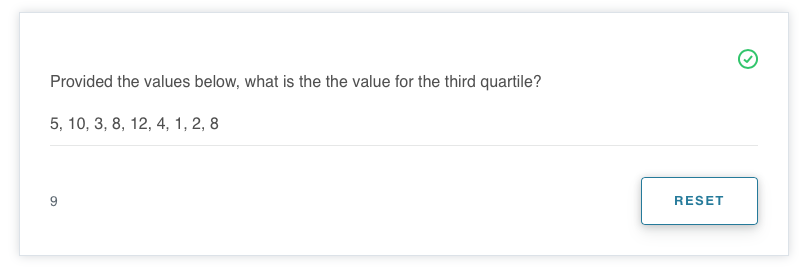 Provided the values below, what is the the value for the third quartile?
5, 10, 3, 8, 12, 4, 1, 2, 8
9
RESET